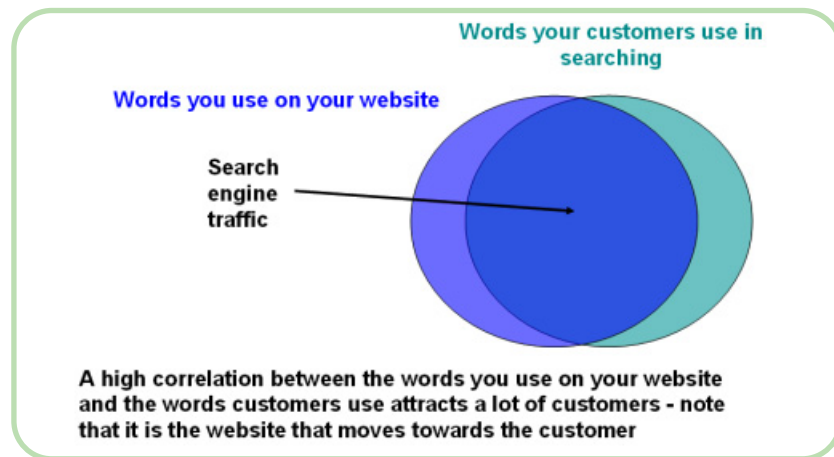 Words your customers use in
searching
Words you use on your website
Search
engine
traffic
A high correlation between the words you use on your website
and the words customers use attracts a lot of customers - note
that it is the website that moves towards the customer